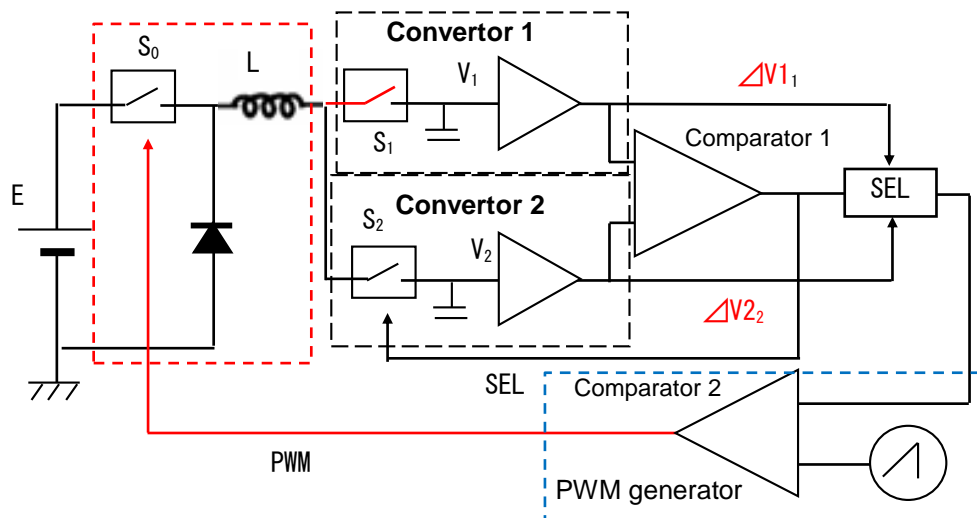 Convertor 1
S₀
L
V₁
⊿V1₁
S₁
Comparator 1
E
SEL
Convertor 2
S₂
V₂
⊿V2₂
SEL
Comparator 2
PWM
PWM generator